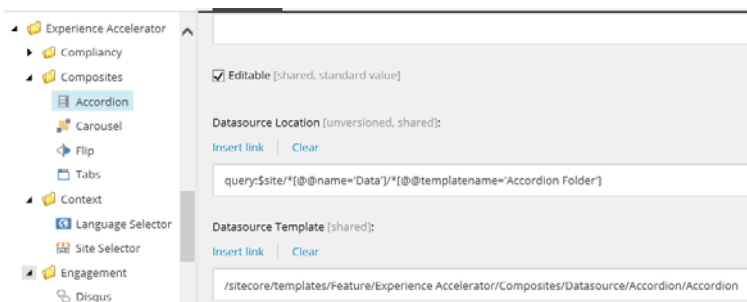 Experience Accelerator
Compliancy
Composites
Accordion
Carousel
Flip
Tabs
Context
Language Selector
Site Selector
Engagement
Disqus
Editable [shared, standard value]
Datasource Location [unversioned, shared]:
Insert link Clear
query:$site/*[@@name='Data']/*[@@templatename='Accordion Folder']
Datasource Template [shared]:
Insert link Clear
/sitecore/templates/Feature/Experience Accelerator/Composites/Datasource/Accordion/Accordion